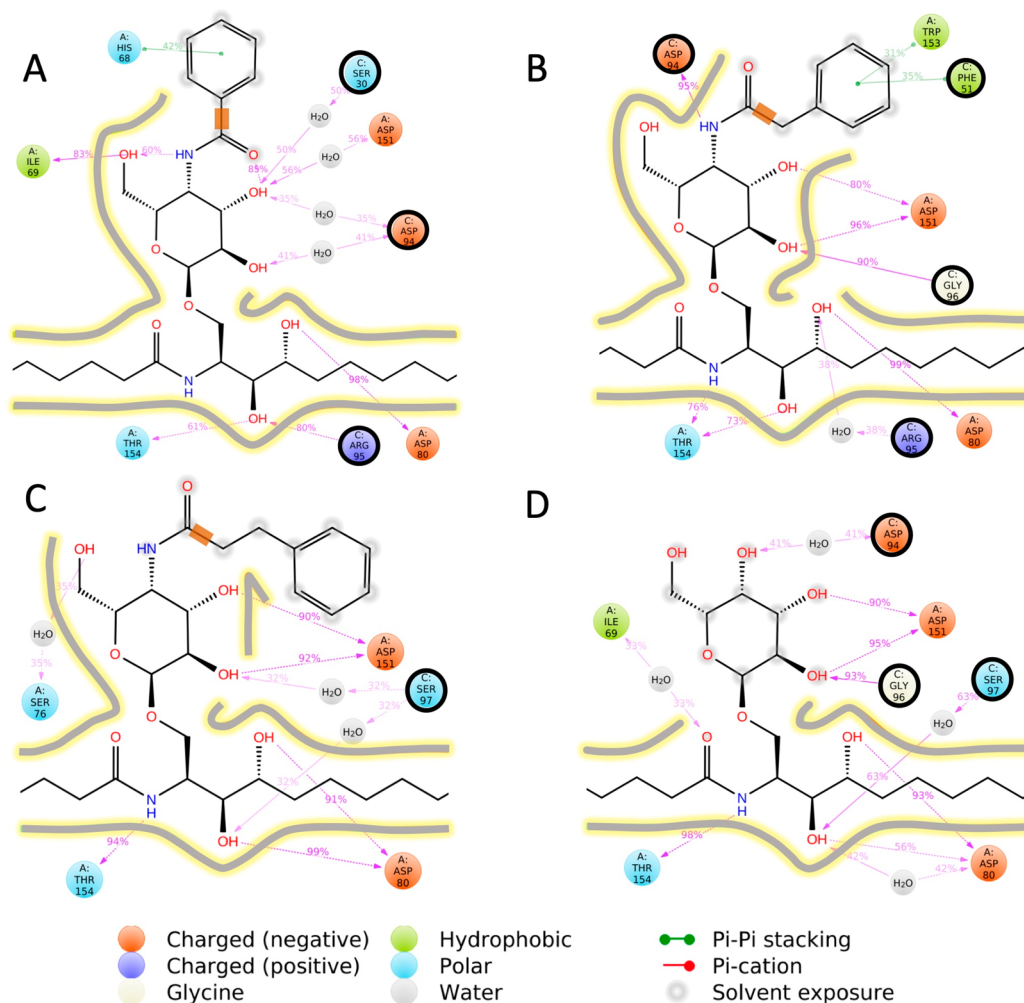 A
A:
HIS
68
42%
C:
SER
30
50%
H₂O
A:
ASP
151
56%
H₂O
50%
56%
85%
O
A:
ILE
69
83%
OH
60%
HN
OH
35%
H₂O
35%
C:
ASP
94
41%
H₂O
41%
O
OH
O
O
OH
N
H
98%
OH
A:
THR
154
61%
80%
C:
ARG
95
A:
ASP
80
B
C:
ASP
94
95%
O
A:
TRP
153
31%
35%
C:
PHE
51
OH
HN
OH
80%
A:
ASP
151
96%
O
OH
90%
C:
GLY
96
O
O
OH
N
H
38%
99%
76%
OH
73%
A:
THR
154
H₂O
38%
C:
ARG
95
A:
ASP
80
C
O
OH
HN
35%
H₂O
35%
A:
SER
76
OH
90%
A:
ASP
151
92%
O
OH
32%
H₂O
32%
C:
SER
97
32%
H₂O
O
O
OH
N
H
32%
91%
94%
OH
99%
A:
THR
154
A:
ASP
80
D
OH
OH
41%
H₂O
41%
C:
ASP
94
A:
ILE
69
33%
H₂O
33%
OH
90%
A:
ASP
151
95%
O
OH
93%
C:
GLY
96
C:
SER
97
63%
H₂O
O
O
OH
N
H
63%
93%
98%
OH
56%
42%
H₂O
42%
A:
THR
154
A:
ASP
80
Charged (negative)
Charged (positive)
Glycine
Hydrophobic
Polar
Water
Pi-Pi stacking
Pi-cation
Solvent exposure